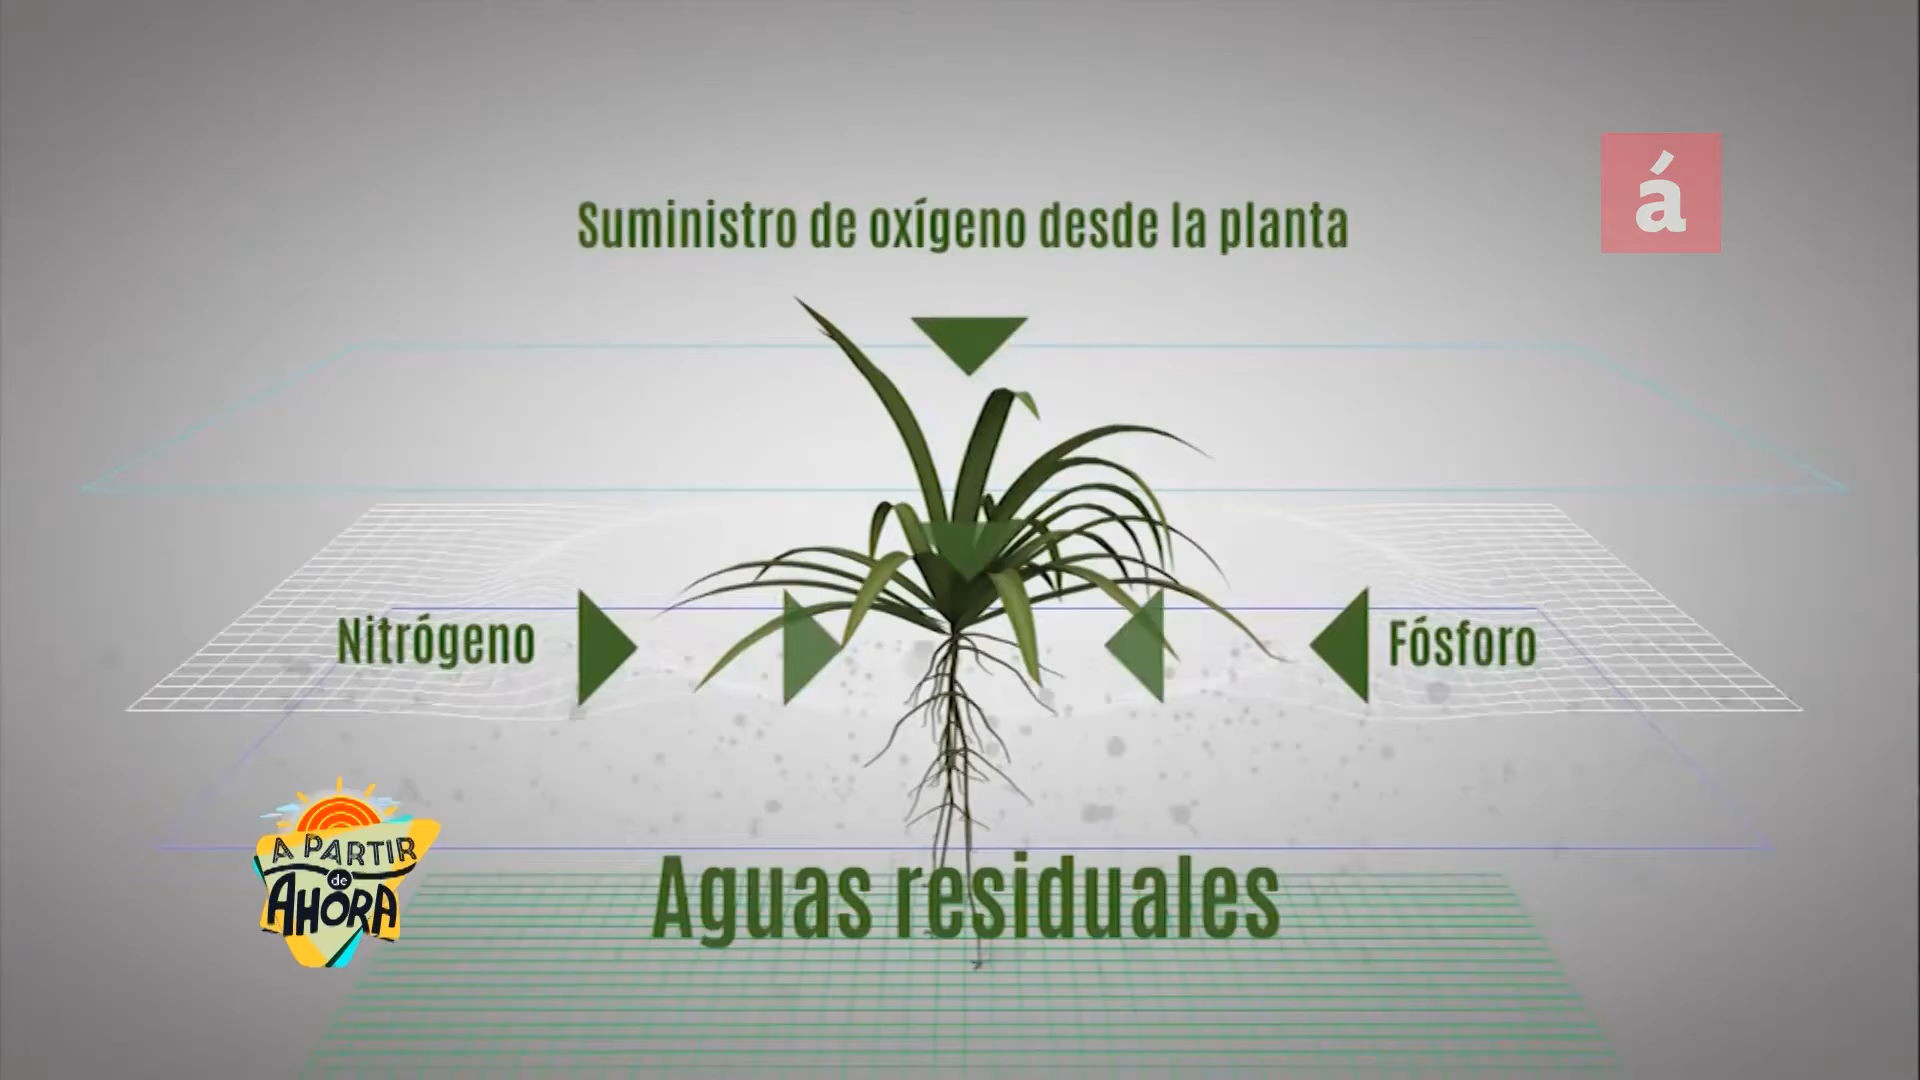 á
Suministro de oxígeno desde la planta
Nitrógeno
Fósforo
A PARTIR
de
AHORA
Aguas residuales